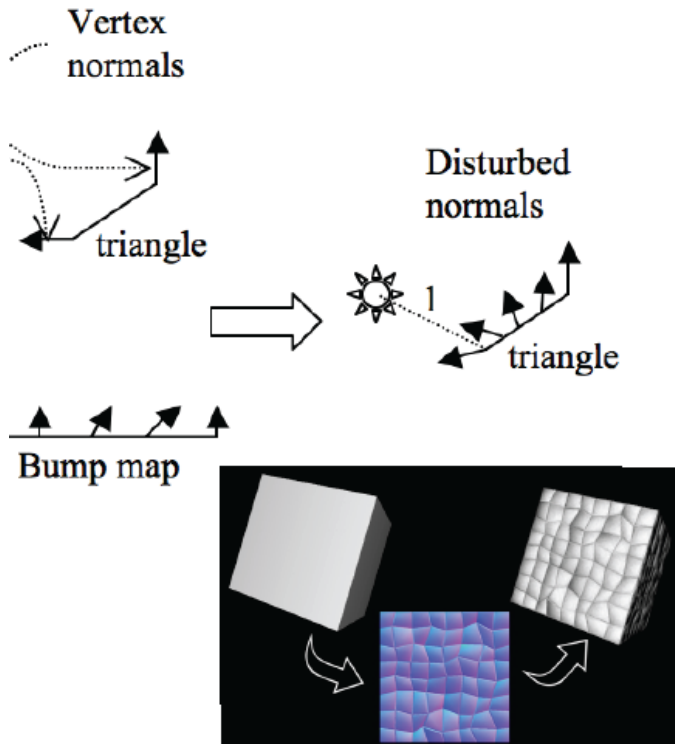 Vertex
normals
triangle
Disturbed
normals
l
triangle
Bump map